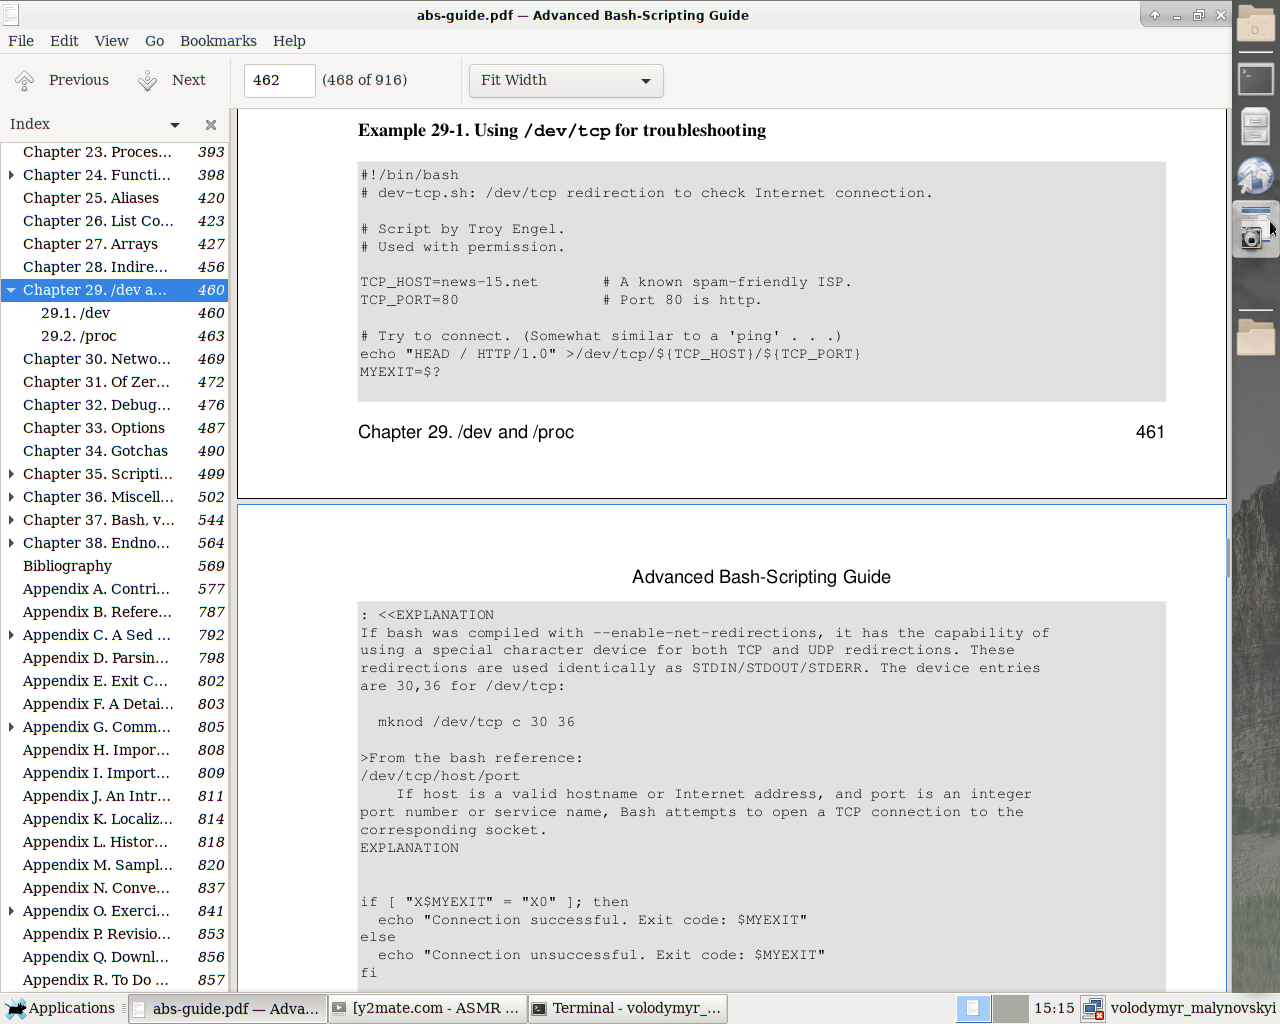 abs-guide.pdf — Advanced Bash-Scripting Guide
File Edit View Go Bookmarks Help
Previous Next 462 (468 of 916) Fit Width
Index
Chapter 23. Proces... 393
Chapter 24. Functi... 398
Chapter 25. Aliases 420
Chapter 26. List Co... 423
Chapter 27. Arrays 427
Chapter 28. Indire... 456
Chapter 29. /dev a... 460
29.1. /dev 460
29.2. /proc 463
Chapter 30. Netwo... 469
Chapter 31. Of Zer... 472
Chapter 32. Debug... 476
Chapter 33. Options 487
Chapter 34. Gotchas 490
Chapter 35. Scripti... 499
Chapter 36. Miscell... 502
Chapter 37. Bash, v... 544
Chapter 38. Endno... 564
Bibliography 569
Appendix A. Contri... 577
Appendix B. Refere... 787
Appendix C. A Sed ... 792
Appendix D. Parsin... 798
Appendix E. Exit C... 802
Appendix F. A Detai... 803
Appendix G. Comm... 805
Appendix H. Impor... 808
Appendix I. Import... 809
Appendix J. An Intr... 811
Appendix K. Localiz... 814
Appendix L. Histor... 818
Appendix M. Sampl... 820
Appendix N. Conve... 837
Appendix O. Exerci... 841
Appendix P. Revisio... 853
Appendix Q. Downl... 856
Appendix R. To Do ... 857
Example 29-1. Using /dev/tcp for troubleshooting
#!/bin/bash
# dev-tcp.sh: /dev/tcp redirection to check Internet connection.
# Script by Troy Engel.
# Used with permission.
TCP_HOST=news-15.net # A known spam-friendly ISP.
TCP_PORT=80 # Port 80 is http.
# Try to connect. (Somewhat similar to a 'ping' . . .)
echo "HEAD / HTTP/1.0" >/dev/tcp/${TCP_HOST}/${TCP_PORT}
MYEXIT=$?
Chapter 29. /dev and /proc 461
Advanced Bash-Scripting Guide
: <<EXPLANATION
If bash was compiled with --enable-net-redirections, it has the capability of
using a special character device for both TCP and UDP redirections. These
redirections are used identically as STDIN/STDOUT/STDERR. The device entries
are 30,36 for /dev/tcp:
mknod /dev/tcp c 30 36
>From the bash reference:
/dev/tcp/host/port
If host is a valid hostname or Internet address, and port is an integer
port number or service name, Bash attempts to open a TCP connection to the
corresponding socket.
EXPLANATION
if [ "X$MYEXIT" = "X0" ]; then
echo "Connection successful. Exit code: $MYEXIT"
else
echo "Connection unsuccessful. Exit code: $MYEXIT"
fi
Applications abs-guide.pdf — Adva... [y2mate.com - ASMR ... Terminal - volodymyr_... 15:15 volodymyr_malynovskyi